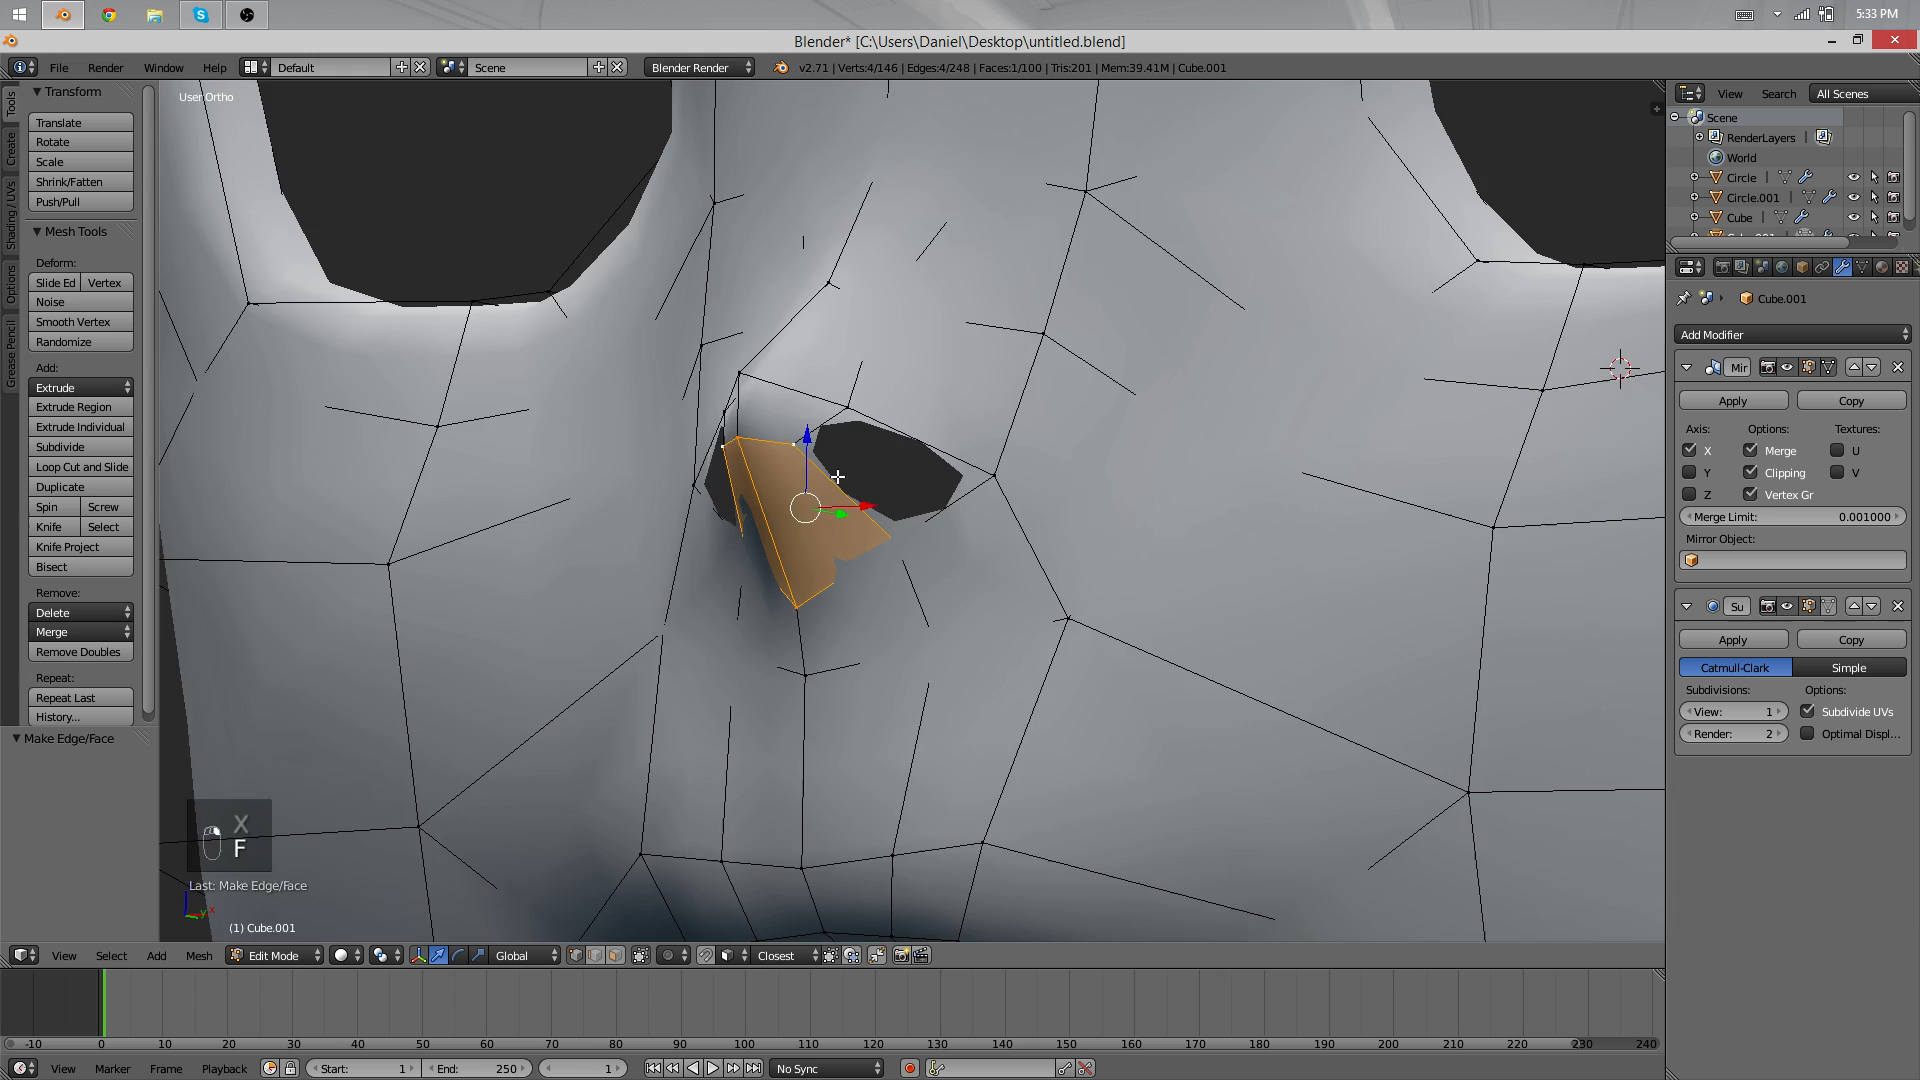 5:33 PM
Blender* [C:\Users\Daniel\Desktop\untitled.blend]
File Render Window Help Default Scene Blender Render v2.71 | Verts:4/146 | Edges:4/248 | Faces:1/100 | Tris:201 | Mem:39.41M | Cube.001
Tools
Create
Shading / UVs
Options
Grease Pencil
Transform
Translate
Rotate
Scale
Shrink/Fatten
Push/Pull
Mesh Tools
Deform:
Slide Ed Vertex
Noise
Smooth Vertex
Randomize
Add:
Extrude
Extrude Region
Extrude Individual
Subdivide
Loop Cut and Slide
Duplicate
Spin Screw
Knife Select
Knife Project
Bisect
Remove:
Delete
Merge
Remove Doubles
Repeat:
Repeat Last
History...
Make Edge/Face
User Ortho
X
F
Last: Make Edge/Face
(1) Cube.001
View Search All Scenes
Scene
RenderLayers
World
Circle
Circle.001
Cube
Cube.001
Add Modifier
Mir
Apply Copy
Axis: Options: Textures:
X Merge U
Y Clipping V
Z Vertex Gr
Merge Limit: 0.001000
Mirror Object:
Su
Apply Copy
Catmull-Clark Simple
Subdivisions: Options:
View: 1 Subdivide UVs
Render: 2 Optimal Displ...
View Select Add Mesh Edit Mode Global Closest
-10 0 10 20 30 40 50 60 70 80 90 100 110 120 130 140 150 160 170 180 190 200 210 220 230 240
View Marker Frame Playback Start: 1 End: 250 1 No Sync